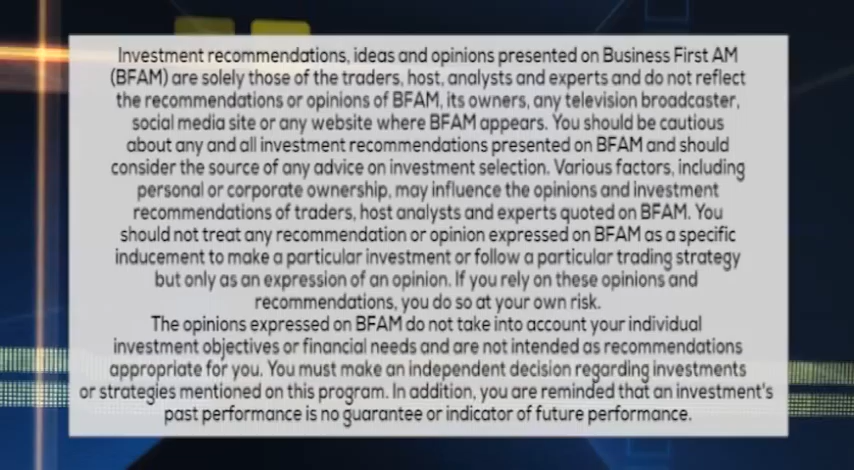 Investment recommendations, ideas and opinions presented on Business First AM
(BFAM) are solely those of the traders, host, analysts and experts and do not reflect
the recommendations or opinions of BFAM, its owners, any television broadcaster,
social media site or any website where BFAM appears. You should be cautious
about any and all investment recommendations presented on BFAM and should
consider the source of any advice on investment selection. Various factors, including
personal or corporate ownership, may influence the opinions and investment
recommendations of traders, host analysts and experts quoted on BFAM. You
should not treat any recommendation or opinion expressed on BFAM as a specific
inducement to make a particular investment or follow a particular trading strategy
but only as an expression of an opinion. If you rely on these opinions and
recommendations, you do so at your own risk.
The opinions expressed on BFAM do not take into account your individual
investment objectives or financial needs and are not intended as recommendations
appropriate for you. You must make an independent decision regarding investments
or strategies mentioned on this program. In addition, you are reminded that an investment's
past performance is no guarantee or indicator of future performance.